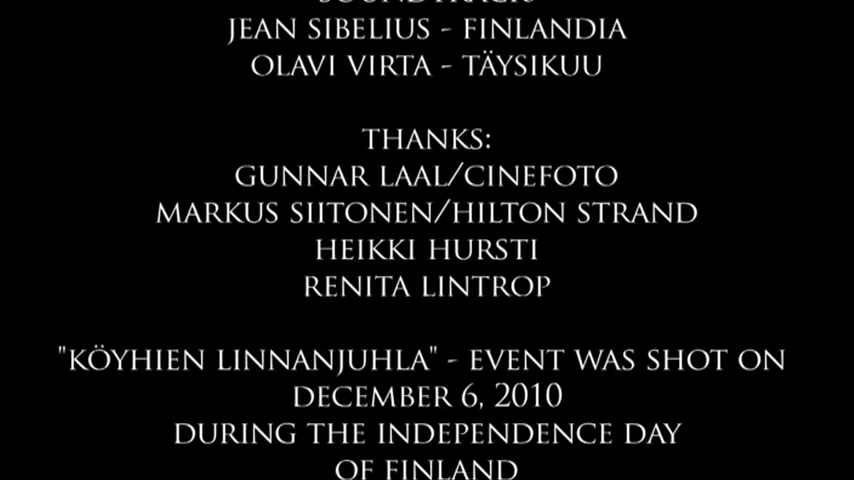 SOUNDTRACK
JEAN SIBELIUS - FINLANDIA
OLAVI VIRTA - TÄYSIKUU
THANKS:
GUNNAR LAAL/CINEFOTO
MARKUS SIITONEN/HILTON STRAND
HEIKKI HURSTI
RENITA LINTROP
"KÖYHIEN LINNANJUHLA" - EVENT WAS SHOT ON
DECEMBER 6, 2010
DURING THE INDEPENDENCE DAY
OF FINLAND